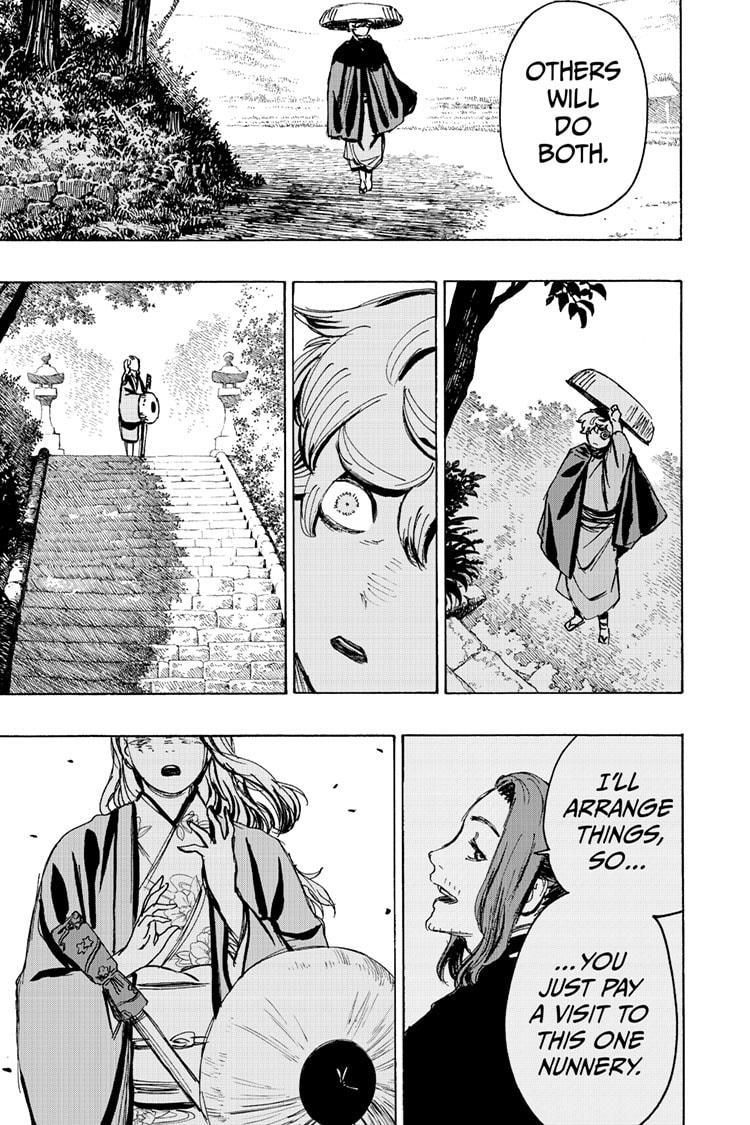 OTHERS
WILL
DO
BOTH.
I'LL
ARRANGE
THINGS,
SO...
...YOU
JUST PAY
A VISIT TO
THIS ONE
NUNNERY.